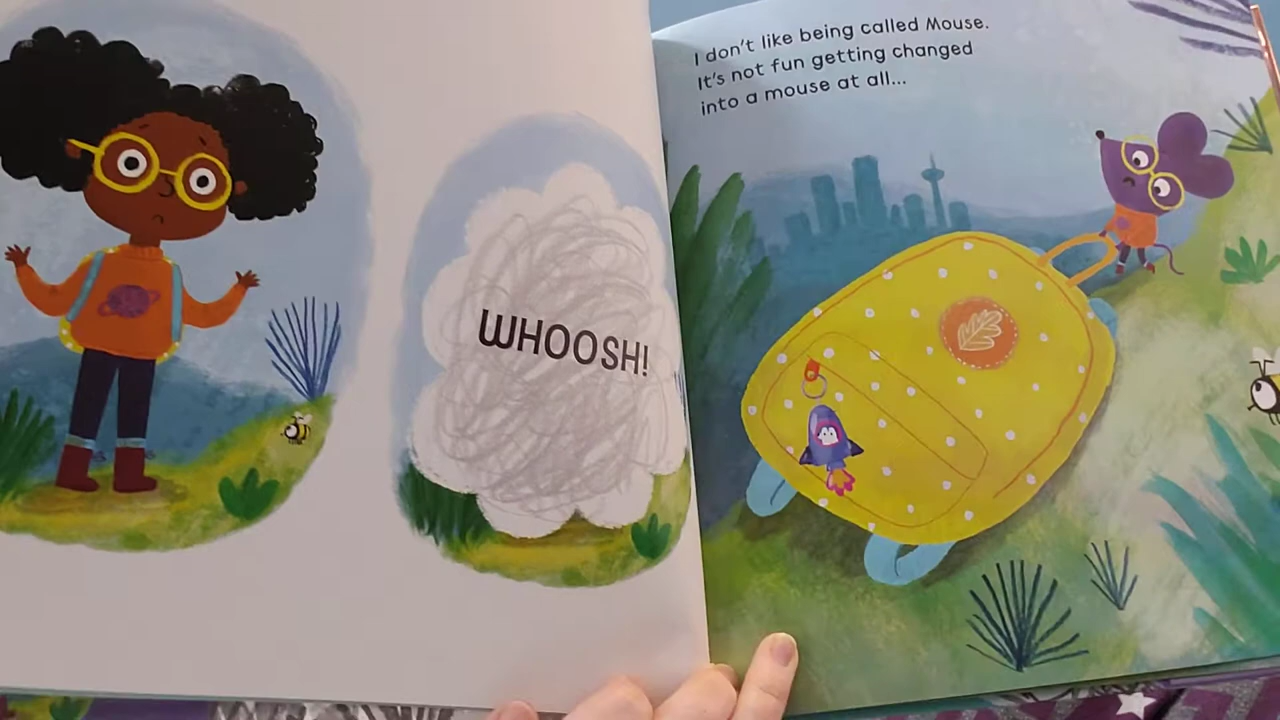 WHOOSH!
I don't like being called Mouse.
It's not fun getting changed
into a mouse at all...